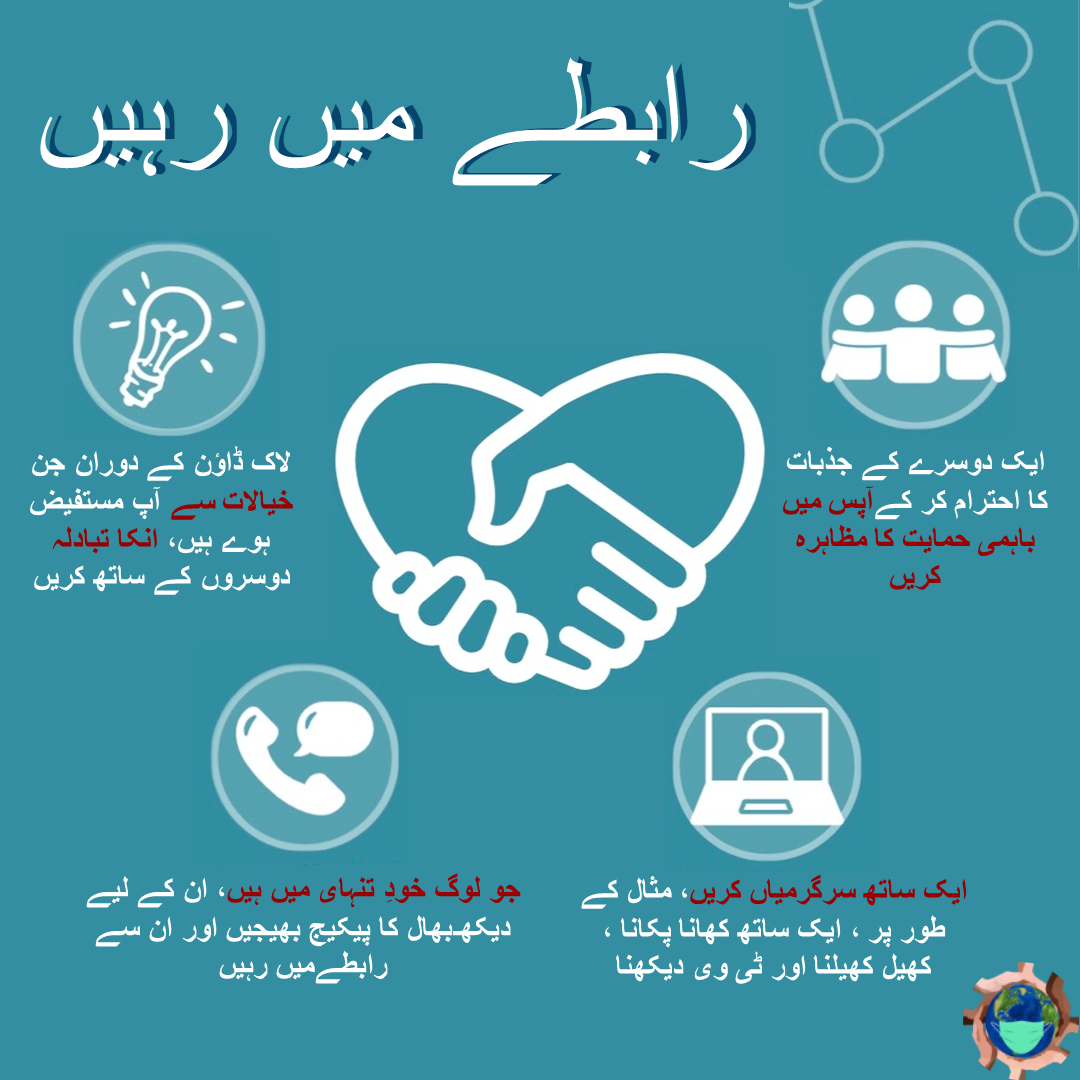 رابطے میں رہیں
ایک دوسرے کے جذبات
کا احترام کر کے آپس میں
باہمی حمایت کا مظاہرہ
کریں
لاک ڈاؤن کے دوران جن
خیالات سے آپ مستفیض
ہوے ہیں، انکا تبادلہ
دوسروں کے ساتھ کریں
ایک ساتھ سرگرمیاں کریں، مثال کے
طور پر ، ایک ساتھ کھانا پکانا ،
کھیل کھیلنا اور ٹی وی دیکھنا
جو لوگ خودِ تنہای میں ہیں، ان کے لیے
دیکھ‌بھال کا پیکیج بھیجیں اور ان سے
رابطےمیں رہیں